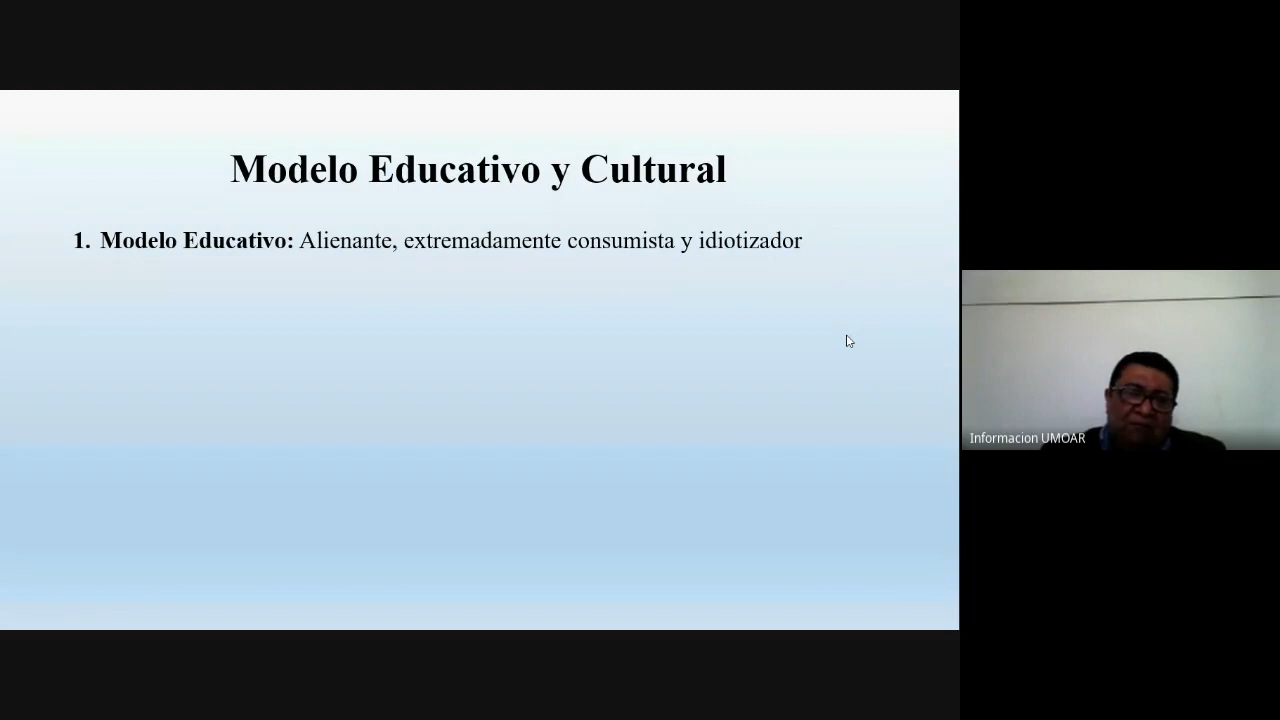 Modelo Educativo y Cultural
1. Modelo Educativo: Alienante, extremadamente consumista y idiotizador
Informacion UMOAR